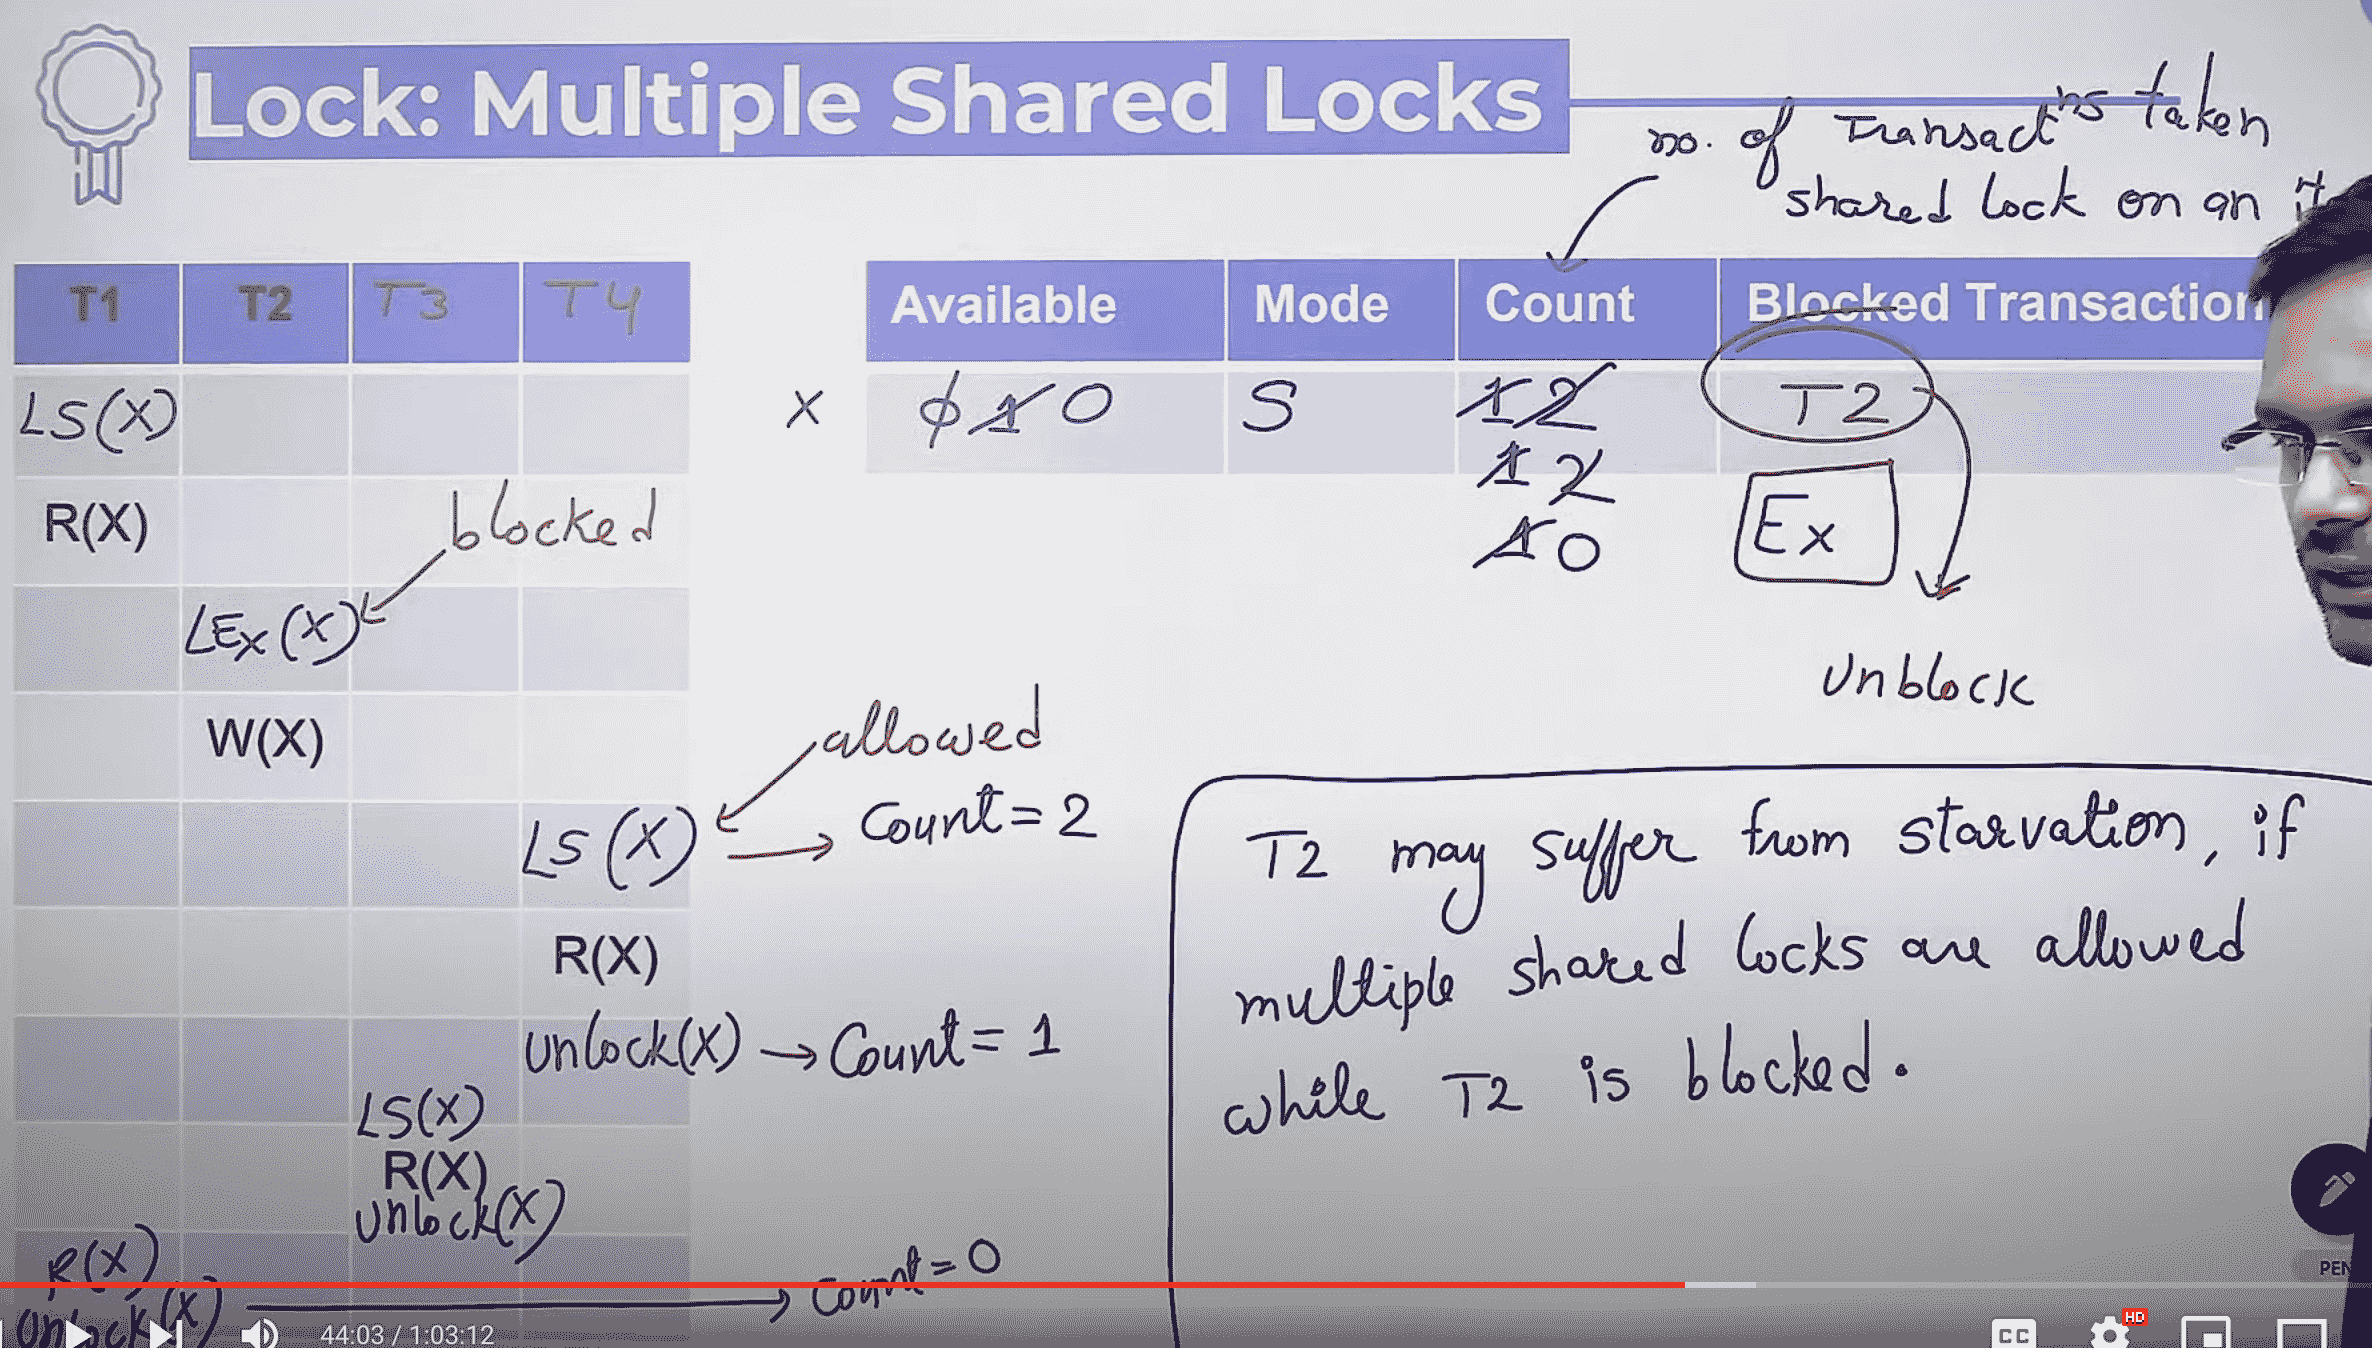 Lock: Multiple Shared Locks
no. of Transactns taken
shared lock on an
T1 T2 T3 T4
Available Mode Count Blocked Transaction
LS(X)
X 0 1 0 S 1 2 T2
1 2
1 0
Ex
R(X)
blocked
LEx(X)
Unblock
W(X)
allowed
LS(X) → Count = 2
R(X)
Unlock(X) → Count = 1
LS(X)
R(X)
Unlock(X)
R(X)
Unlock(X) → Count = 0
T2 may suffer from starvation, if
multiple shared locks are allowed
while T2 is blocked.
PEN
44:03 / 1:03:12
CC HD